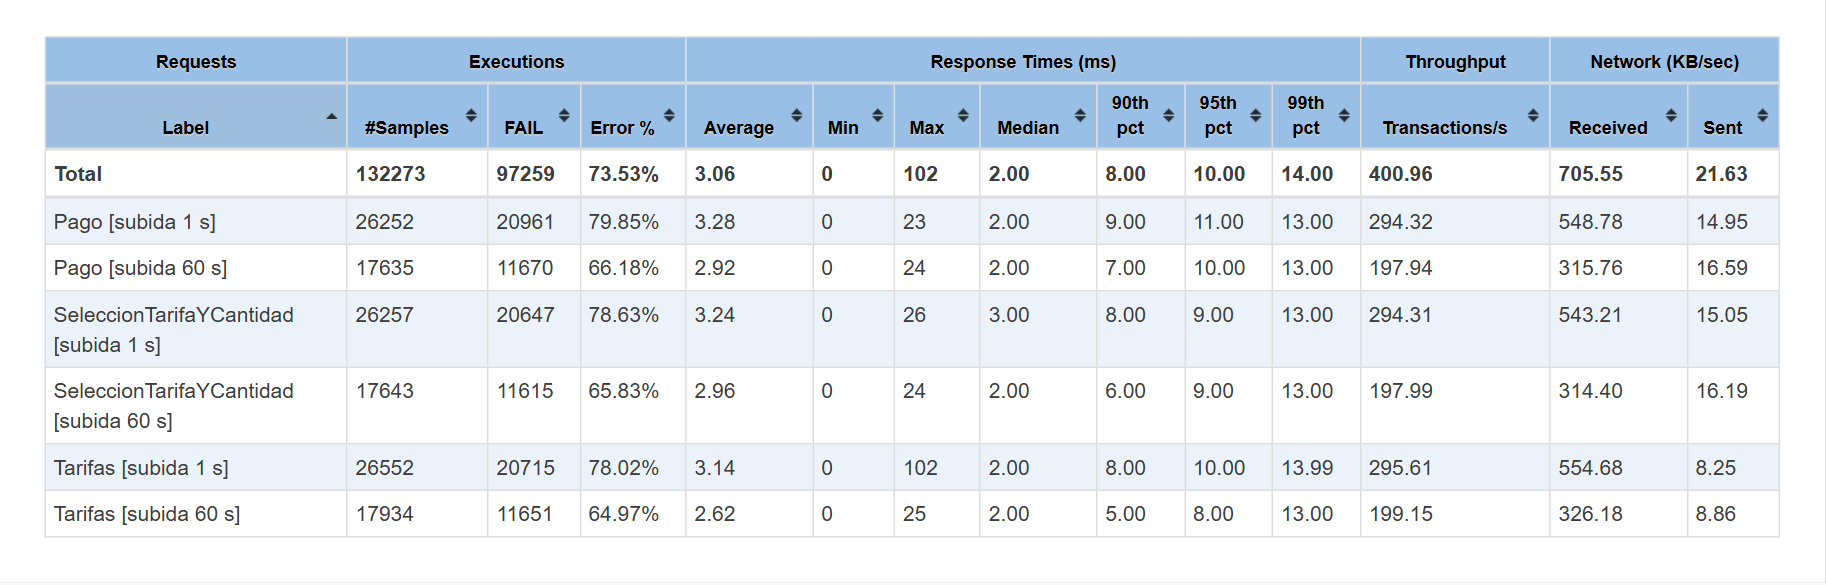 Requests Executions Response Times (ms) Throughput Network (KB/sec)
Label #Samples FAIL Error % Average Min Max Median 90th pct 95th pct 99th pct Transactions/s Received Sent
Total 132273 97259 73.53% 3.06 0 102 2.00 8.00 10.00 14.00 400.96 705.55 21.63
Pago [subida 1 s] 26252 20961 79.85% 3.28 0 23 2.00 9.00 11.00 13.00 294.32 548.78 14.95
Pago [subida 60 s] 17635 11670 66.18% 2.92 0 24 2.00 7.00 10.00 13.00 197.94 315.76 16.59
SeleccionTarifaYCantidad 26257 20647 78.63% 3.24 0 26 3.00 8.00 9.00 13.00 294.31 543.21 15.05
[subida 1 s]
SeleccionTarifaYCantidad 17643 11615 65.83% 2.96 0 24 2.00 6.00 9.00 13.00 197.99 314.40 16.19
[subida 60 s]
Tarifas [subida 1 s] 26552 20715 78.02% 3.14 0 102 2.00 8.00 10.00 13.99 295.61 554.68 8.25
Tarifas [subida 60 s] 17934 11651 64.97% 2.62 0 25 2.00 5.00 8.00 13.00 199.15 326.18 8.86